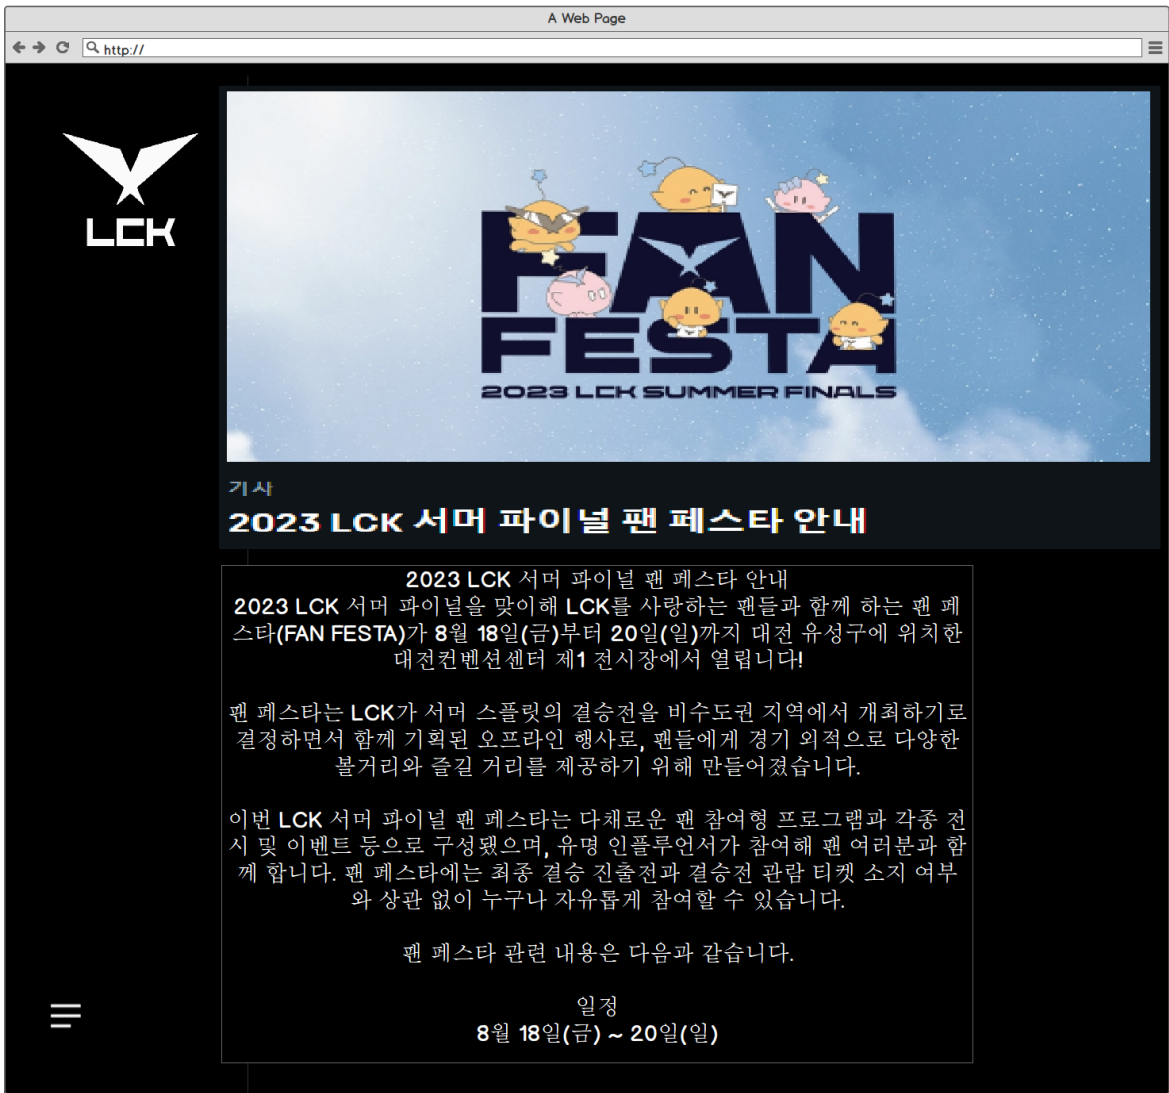 A Web Page
http://
LCK
FAN
FESTA
2023 LCK SUMMER FINALS
기사
2023 LCK 서머 파이널 팬 페스타 안내
2023 LCK 서머 파이널 팬 페스타 안내
2023 LCK 서머 파이널을 맞이해 LCK를 사랑하는 팬들과 함께 하는 팬 페
스타(FAN FESTA)가 8월 18일(금)부터 20일(일)까지 대전 유성구에 위치한
대전컨벤션센터 제1 전시장에서 열립니다!
팬 페스타는 LCK가 서머 스플릿의 결승전을 비수도권 지역에서 개최하기로
결정하면서 함께 기획된 오프라인 행사로, 팬들에게 경기 외적으로 다양한
볼거리와 즐길 거리를 제공하기 위해 만들어졌습니다.
이번 LCK 서머 파이널 팬 페스타는 다채로운 팬 참여형 프로그램과 각종 전
시 및 이벤트 등으로 구성됐으며, 유명 인플루언서가 참여해 팬 여러분과 함
께 합니다. 팬 페스타에는 최종 결승 진출전과 결승전 관람 티켓 소지 여부
와 상관 없이 누구나 자유롭게 참여할 수 있습니다.
팬 페스타 관련 내용은 다음과 같습니다.
일정
8월 18일(금) ~ 20일(일)